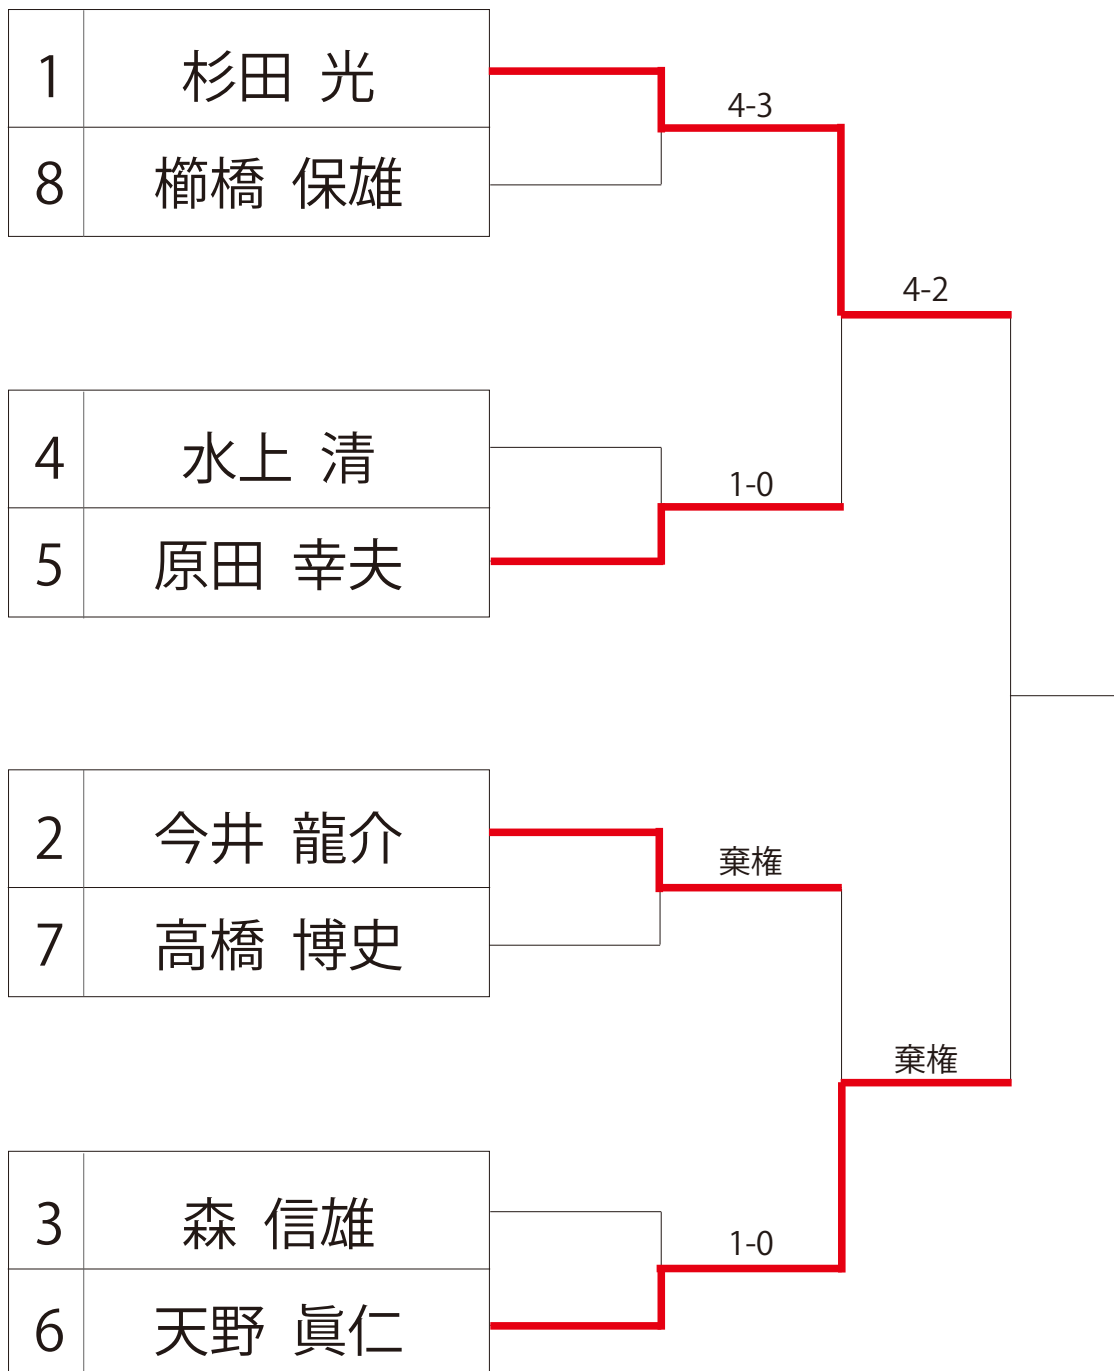 1 杉田 光
4-3
8 櫛橋 保雄
4-2
4 水上 清
1-0
5 原田 幸夫
2 今井 龍介
棄権
7 高橋 博史
棄権
3 森 信雄
1-0
6 天野 眞仁